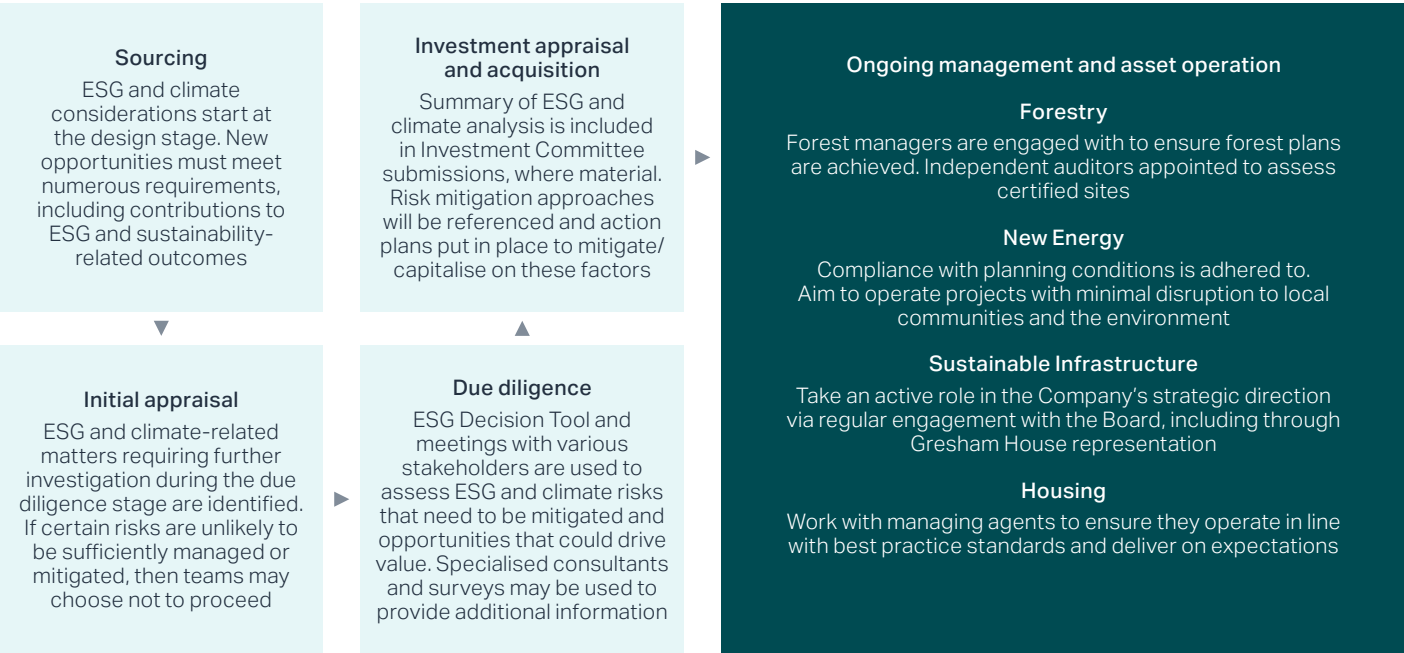 Sourcing
ESG and climate
considerations start at
the design stage. New
opportunities must meet
numerous requirements,
including contributions to
ESG and sustainability-
related outcomes
Initial appraisal
ESG and climate-related
matters requiring further
investigation during the due
diligence stage are identified.
If certain risks are unlikely to
be sufficiently managed or
mitigated, then teams may
choose not to proceed
Due diligence
ESG Decision Tool and
meetings with various
stakeholders are used to
assess ESG and climate risks
that need to be mitigated and
opportunities that could drive
value. Specialised consultants
and surveys may be used to
provide additional information
Investment appraisal
and acquisition
Summary of ESG and
climate analysis is included
in Investment Committee
submissions, where material.
Risk mitigation approaches
will be referenced and action
plans put in place to mitigate/
capitalise on these factors
Ongoing management and asset operation
Forestry
Forest managers are engaged with to ensure forest plans
are achieved. Independent auditors appointed to assess
certified sites
New Energy
Compliance with planning conditions is adhered to.
Aim to operate projects with minimal disruption to local
communities and the environment
Sustainable Infrastructure
Take an active role in the Company's strategic direction
via regular engagement with the Board, including through
Gresham House representation
Housing
Work with managing agents to ensure they operate in line
with best practice standards and deliver on expectations